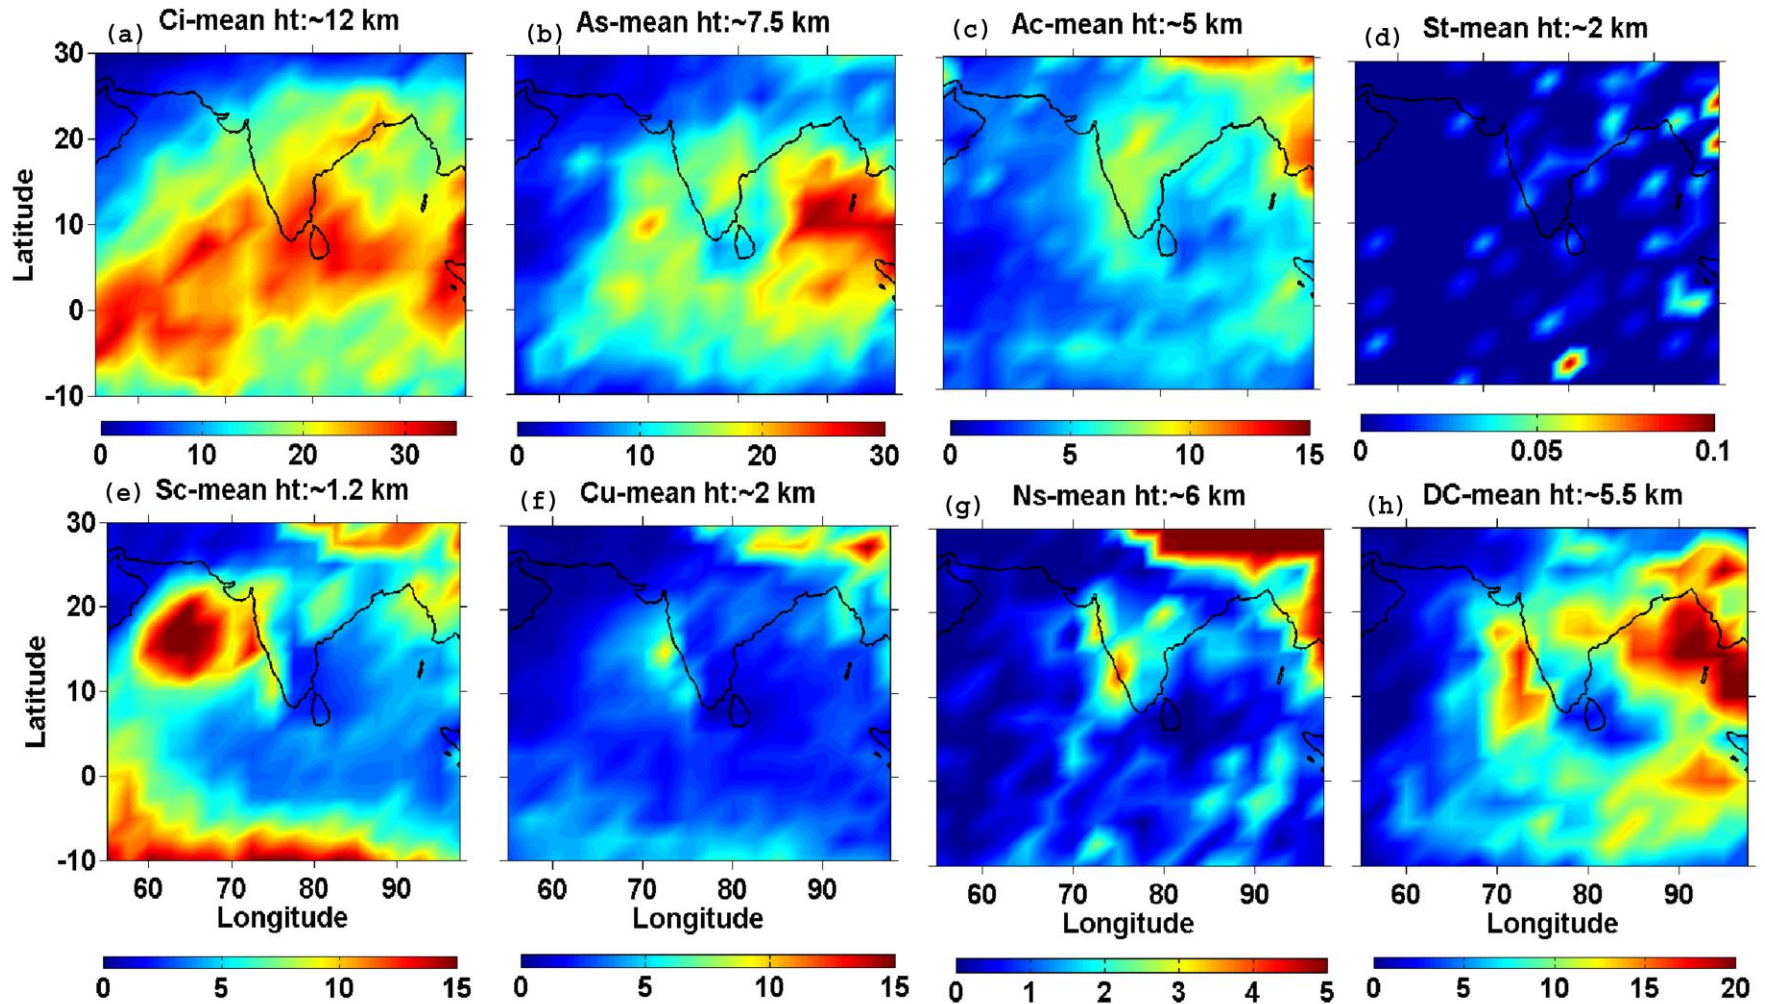 (a) Ci-mean ht:~12 km
(b) As-mean ht:~7.5 km
(c) Ac-mean ht:~5 km
(d) St-mean ht:~2 km
30
20
10
0
-10
Latitude
0 10 20 30
0 10 20 30
0 5 10 15
0 0.05 0.1
(e) Sc-mean ht:~1.2 km
(f) Cu-mean ht:~2 km
(g) Ns-mean ht:~6 km
(h) DC-mean ht:~5.5 km
30
20
10
0
-10
Latitude
60 70 80 90
60 70 80 90
60 70 80 90
60 70 80 90
Longitude
Longitude
Longitude
Longitude
0 5 10 15
0 5 10 15
0 1 2 3 4 5
0 5 10 15 20